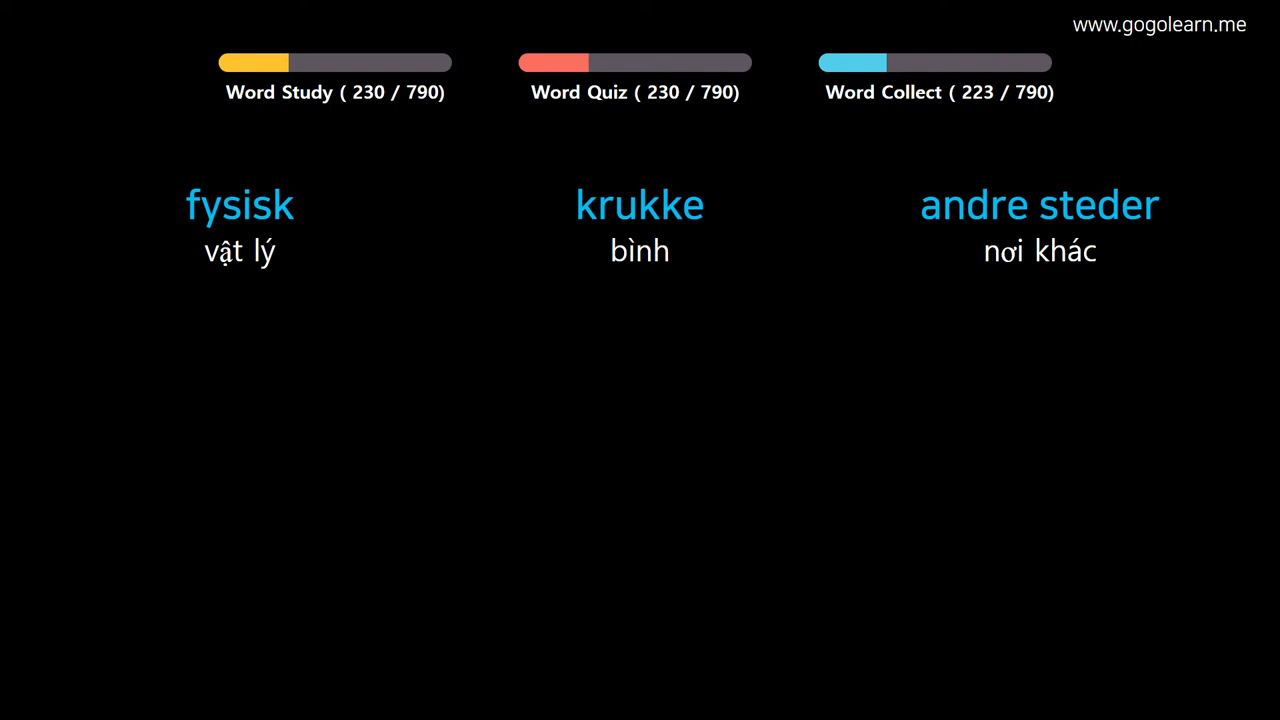 www.gogolearn.me
Word Study ( 230 / 790)
Word Quiz ( 230 / 790)
Word Collect ( 223 / 790)
fysisk
vật lý
krukke
bình
andre steder
nơi khác